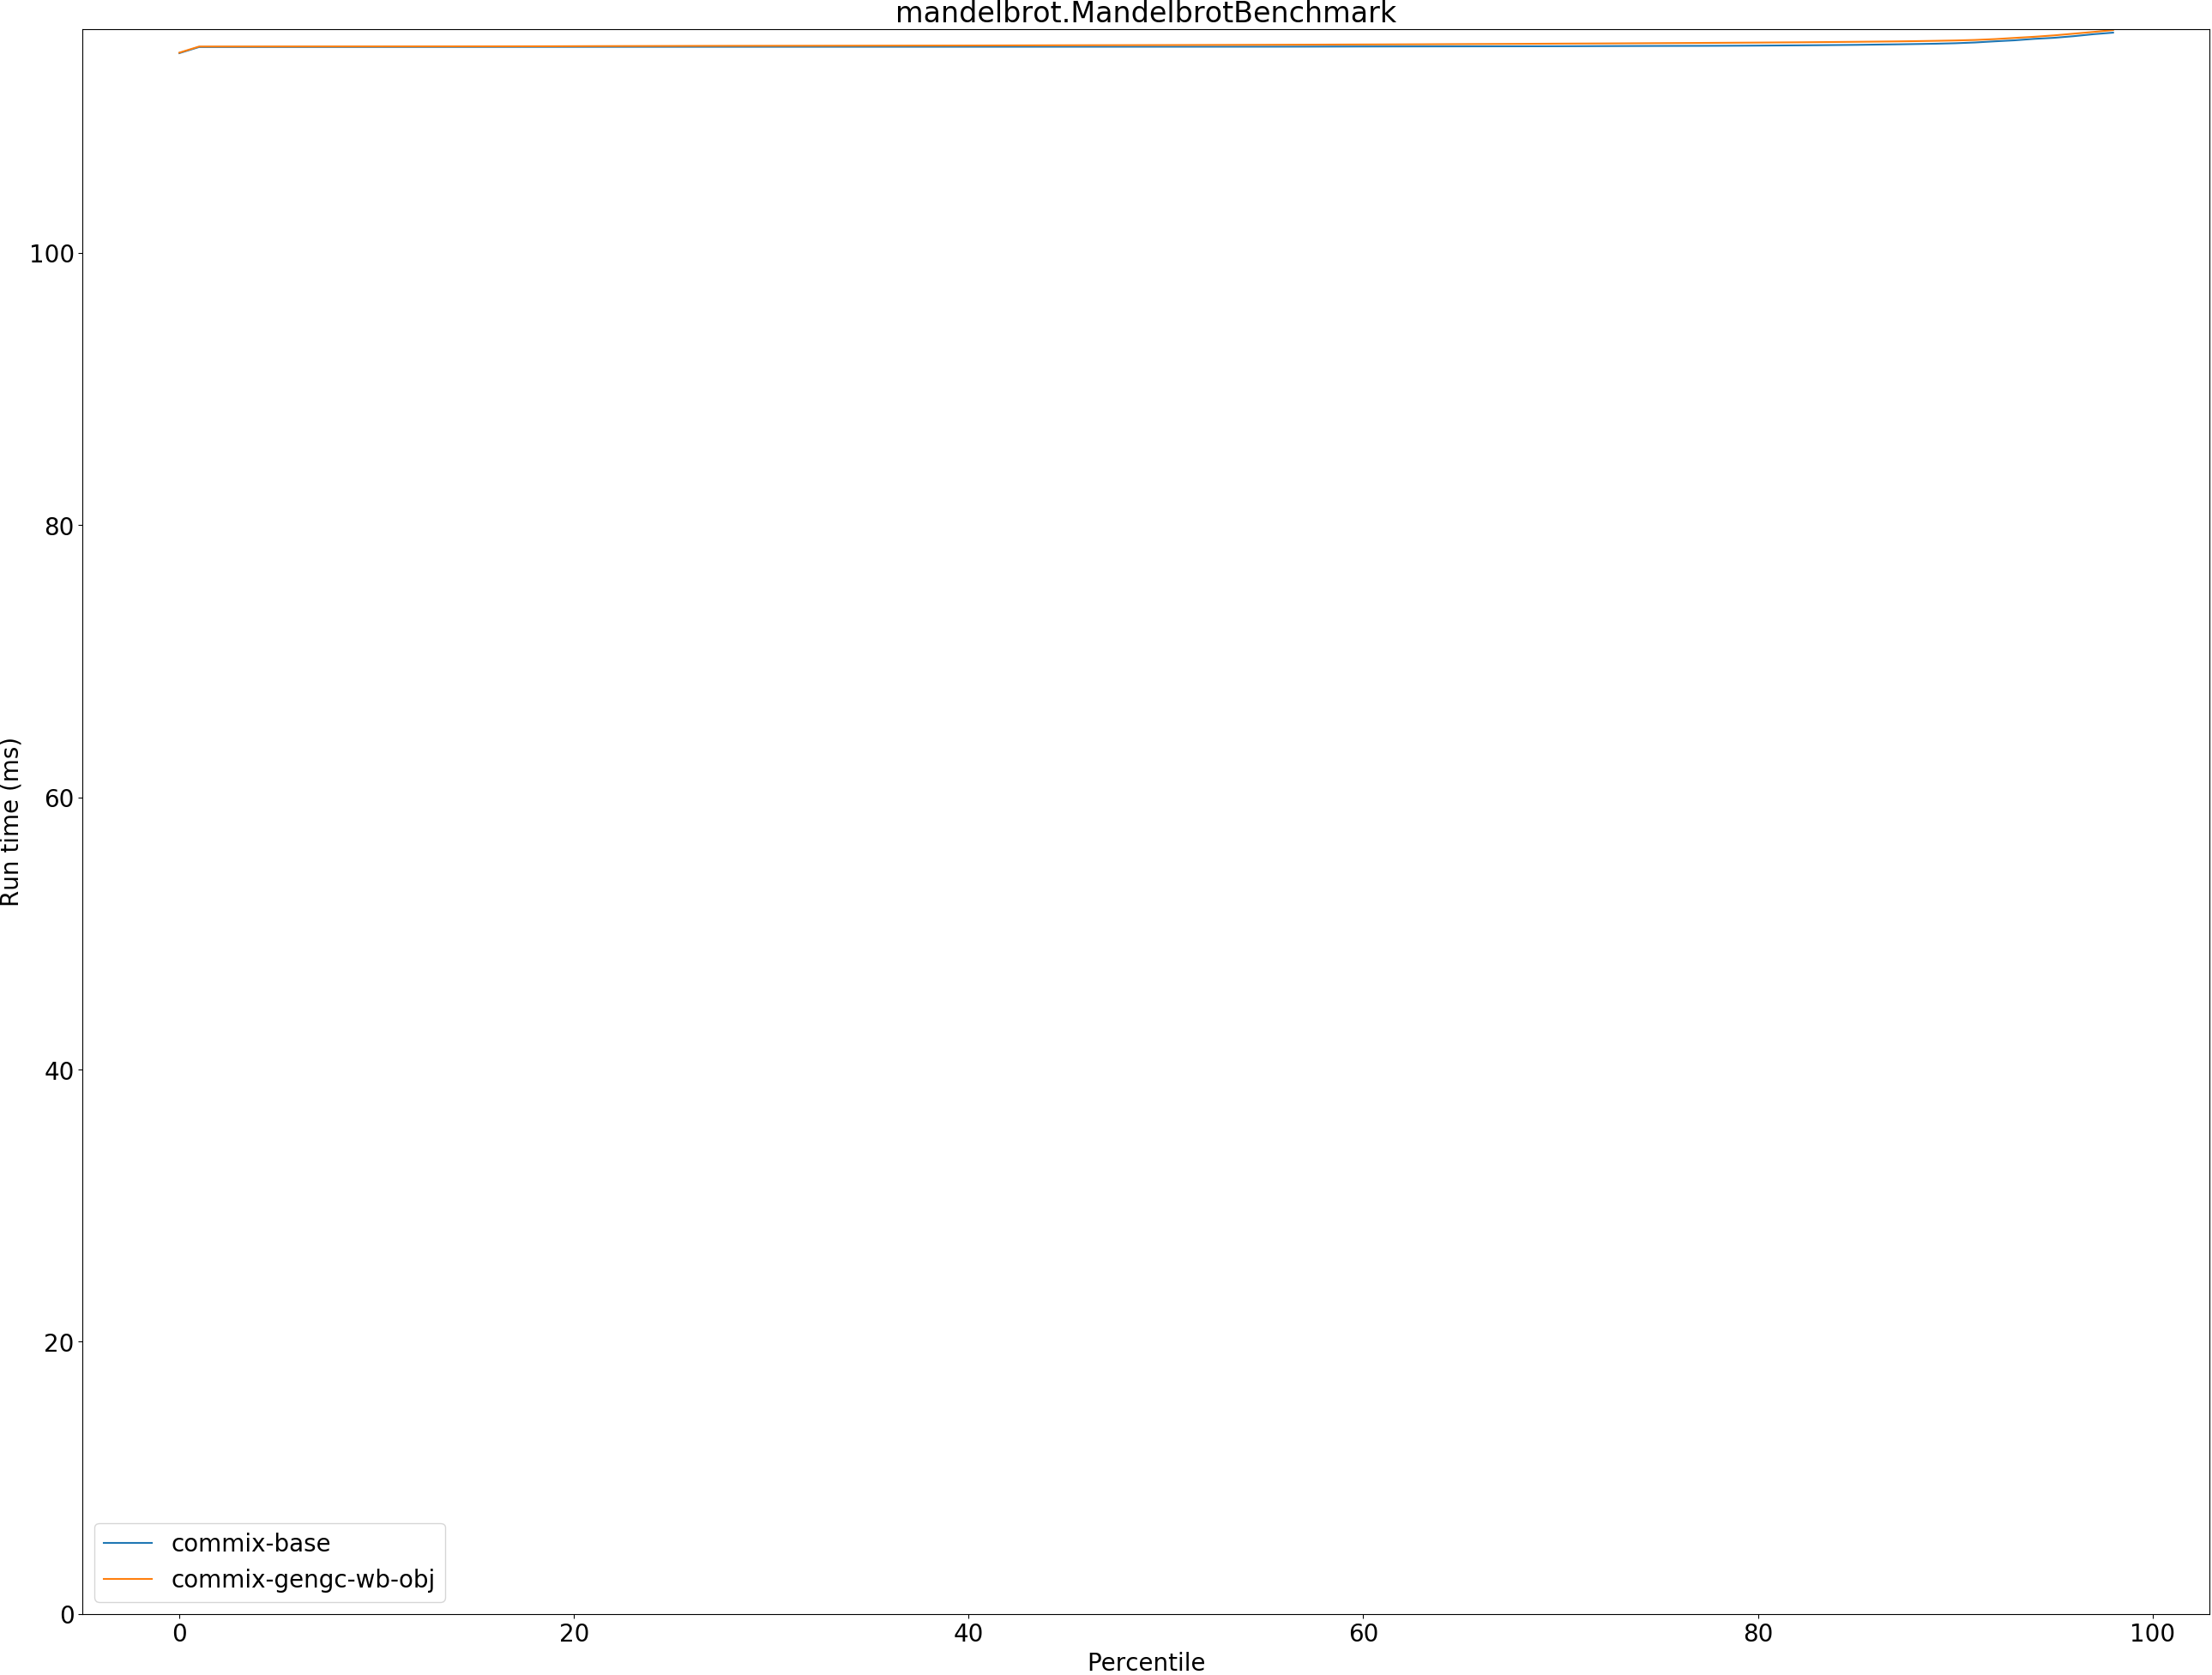 mandelbrot.MandelbrotBenchmark
100
80
60
40
20
0
Run time (ms)
commix-base
commix-gengc-wb-obj
0 20 40 60 80 100
Percentile